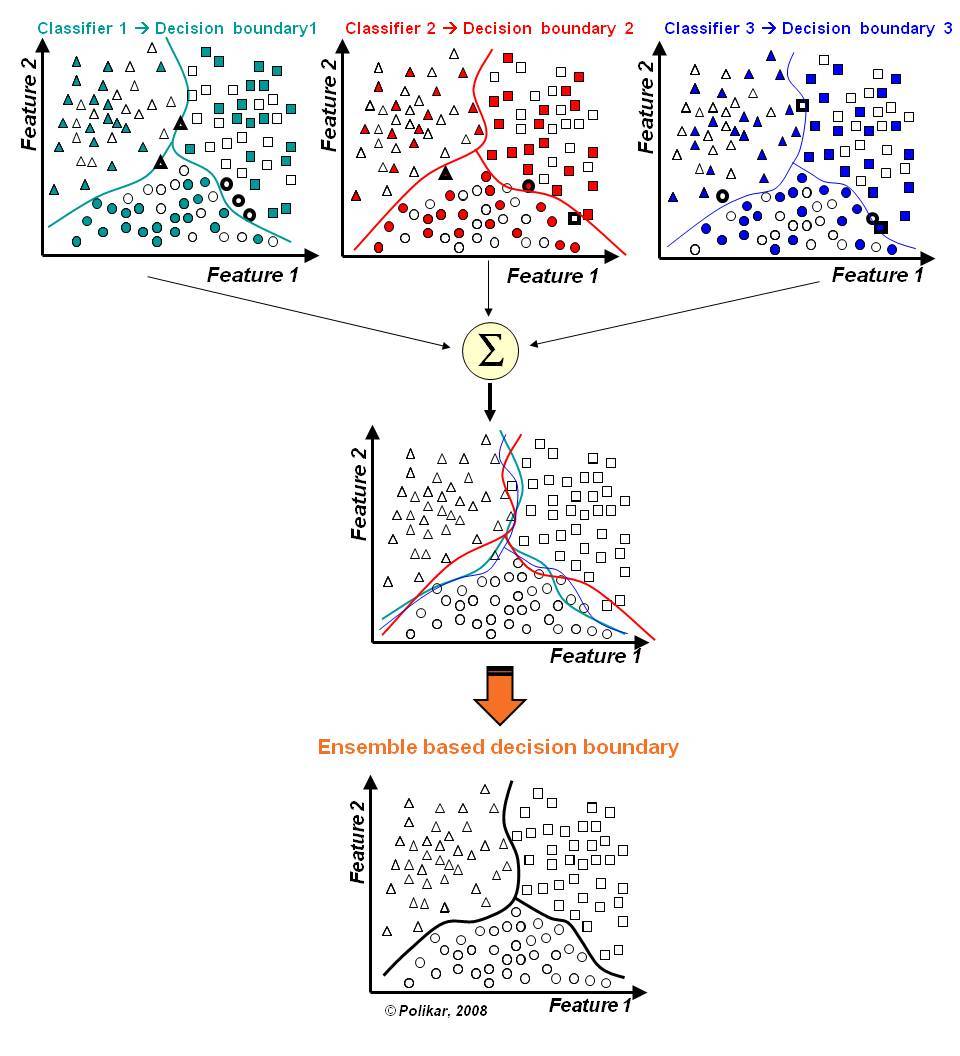 Classifier 1 → Decision boundary1
Classifier 2 → Decision boundary 2
Classifier 3 → Decision boundary 3
Feature 2
Feature 2
Feature 2
Feature 1
Feature 1
Feature 1
Σ
Feature 2
Feature 1
Ensemble based decision boundary
Feature 2
Feature 1
© Polikar, 2008